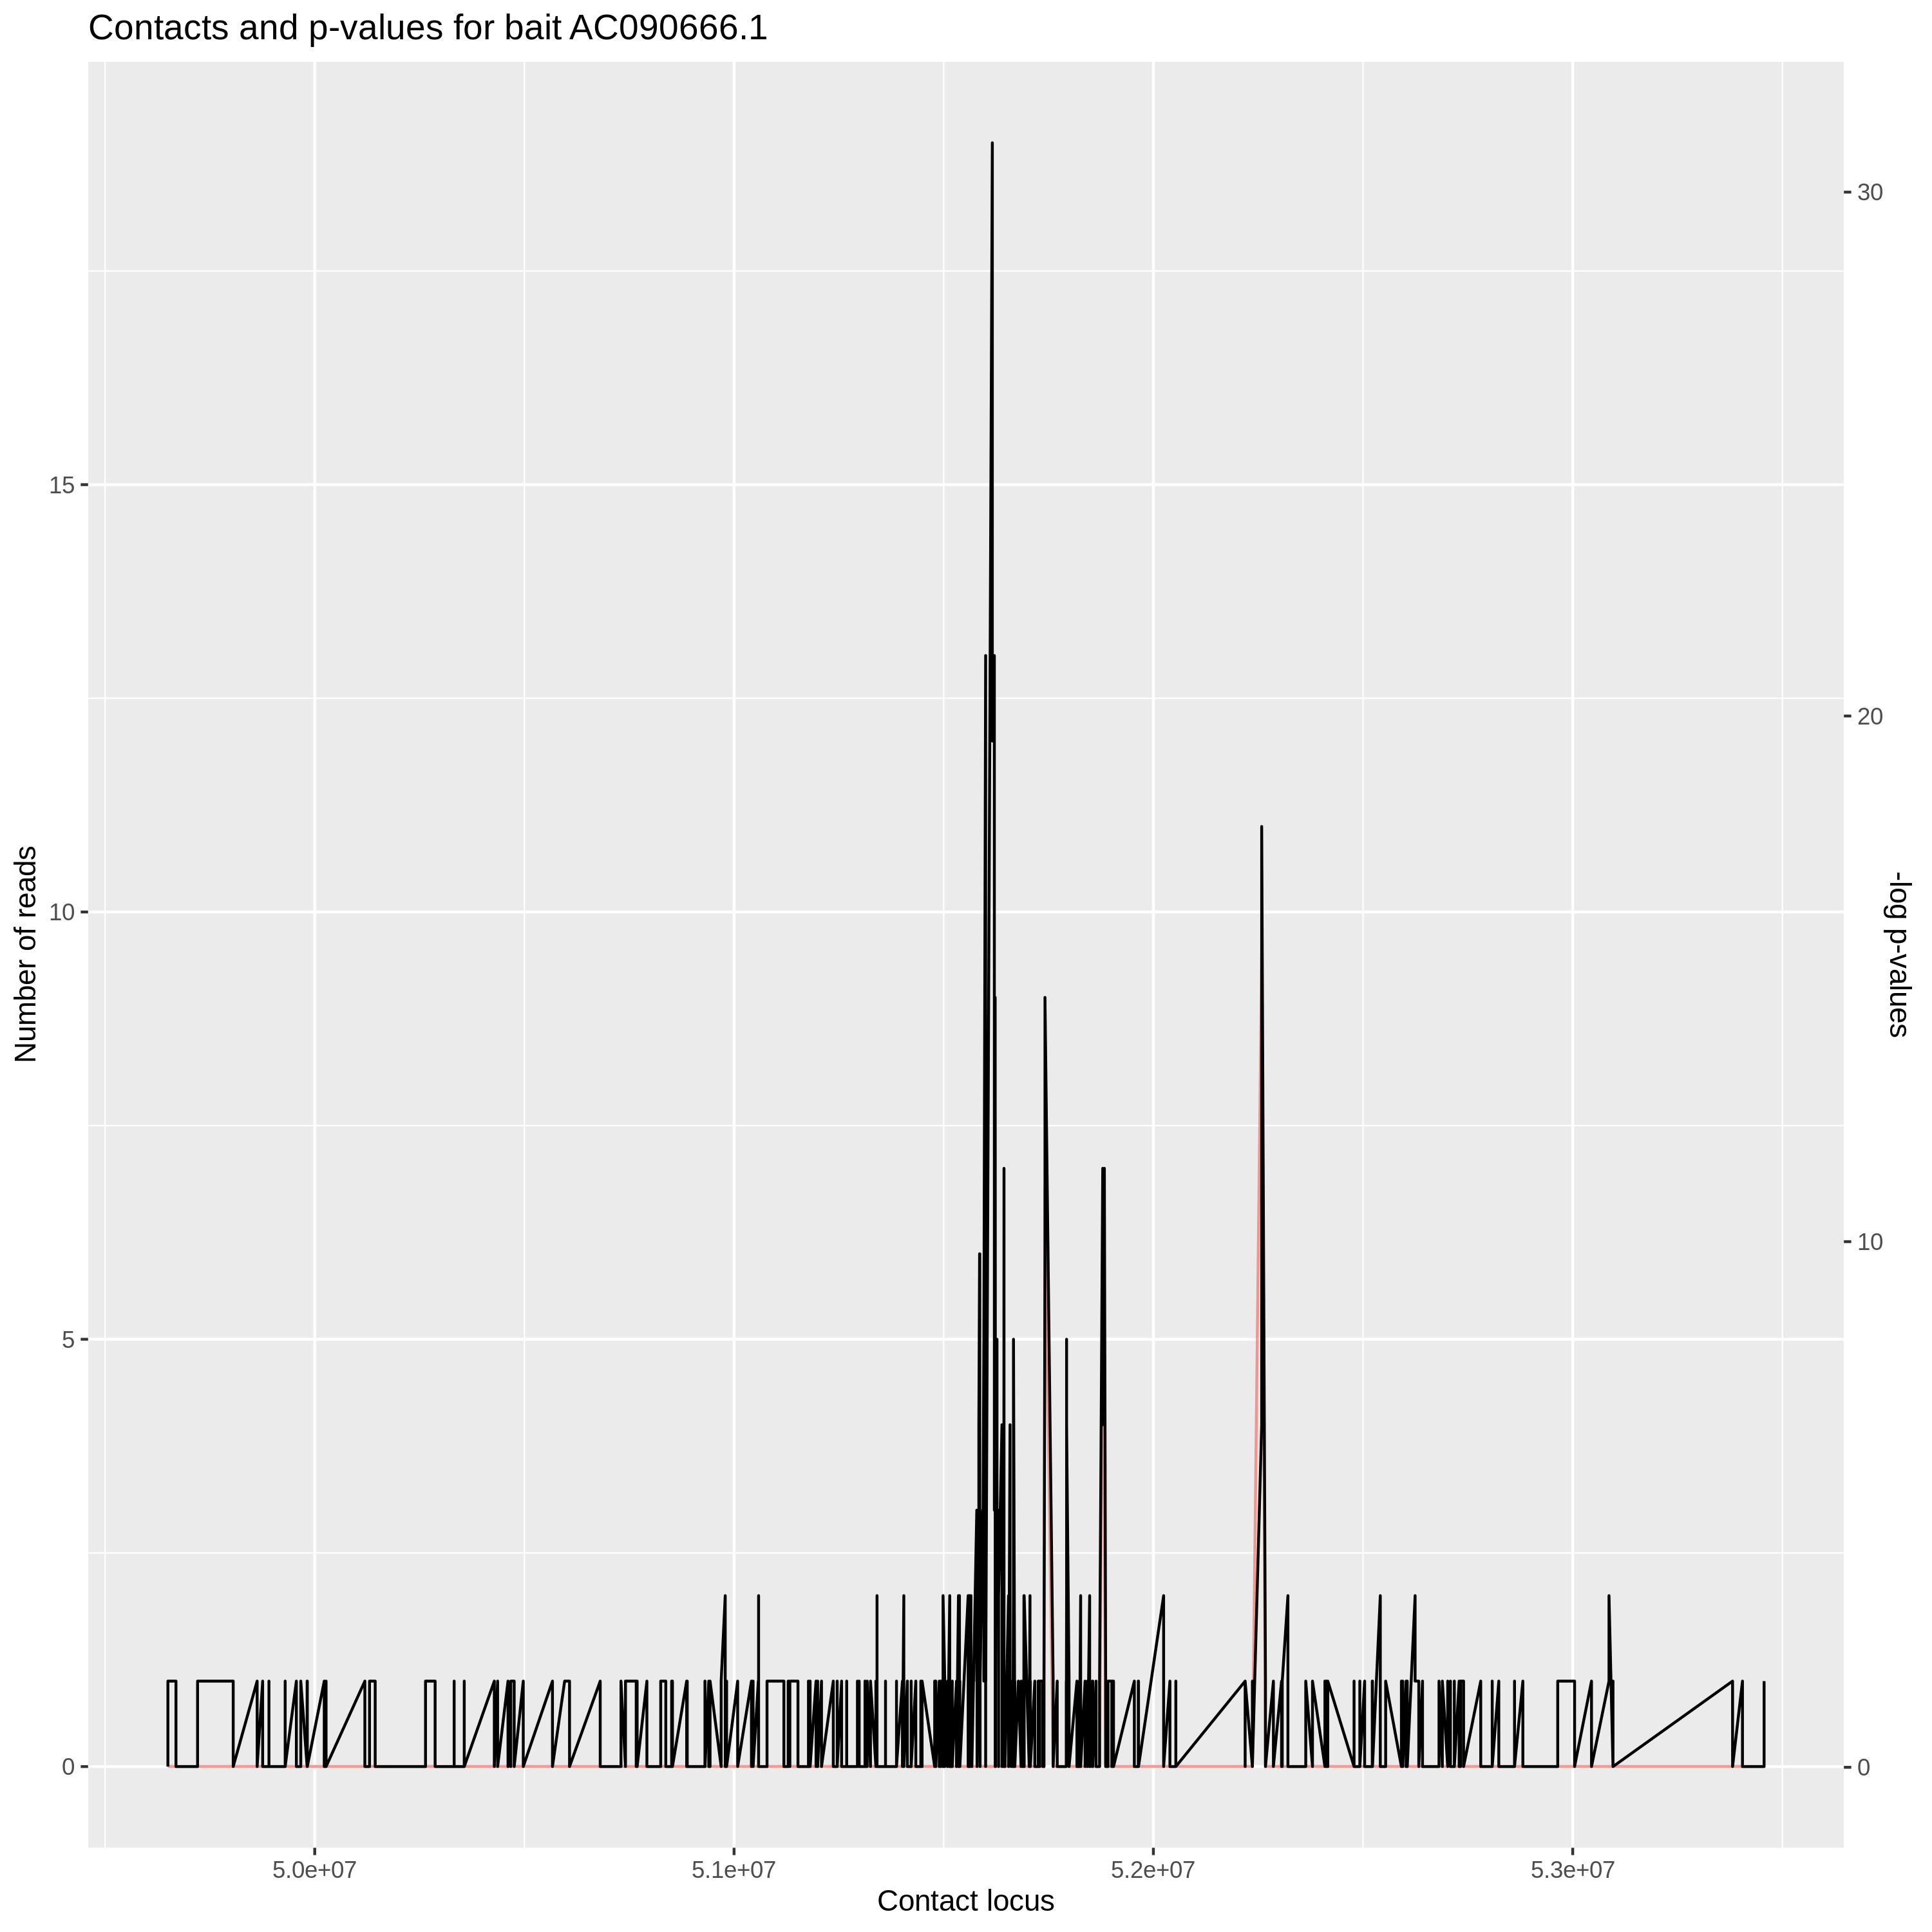 Contacts and p-values for bait AC090666.1
Number of reads
15
10
5
0
30
20
10
0
-log p-values
5.0e+07 5.1e+07 5.2e+07 5.3e+07
Contact locus